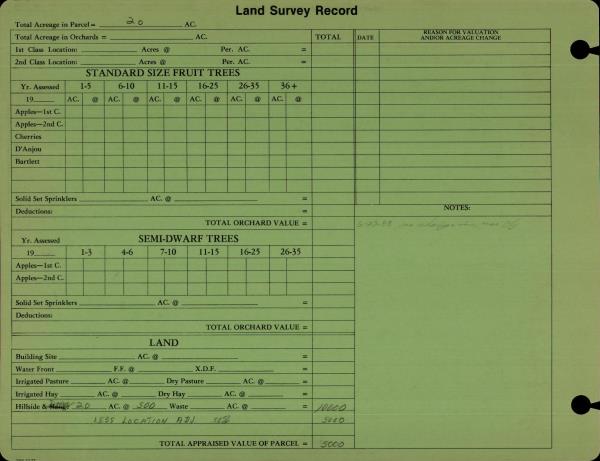 Land Survey Record
Total Acreage in Parcel = 20 AC.
Total Acreage in Orchards = AC. TOTAL DATE REASON FOR VALUATION AND/OR ACREAGE CHANGE
1st Class Location: Acres @ Per. AC. =
2nd Class Location: Acres @ Per. AC. =
STANDARD SIZE FRUIT TREES
Yr. Assessed 1-5 6-10 11-15 16-25 26-35 36+
19 AC. @ AC. @ AC. @ AC. @ AC. @ AC. @
Apples—1st C.
Apples—2nd C.
Cherries
D'Anjou
Bartlett
Solid Set Sprinklers AC. @ =
Deductions: =
TOTAL ORCHARD VALUE =
NOTES:
SEMI-DWARF TREES
Yr. Assessed
19 1-3 4-6 7-10 11-15 16-25 26-35
Apples—1st C.
Apples—2nd C.
Solid Set Sprinklers AC. @ =
Deductions:
TOTAL ORCHARD VALUE =
LAND
Building Site AC. @ =
Water Front F.F. @ X.D.F. =
Irrigated Pasture AC. @ Dry Pasture AC. @ =
Irrigated Hay AC. @ Dry Hay AC. @ =
Hillside & Range 20 AC. @ 500 Waste AC. @ = 10000
LESS LOCATION ADJ 50% 5000
TOTAL APPRAISED VALUE OF PARCEL = 5000